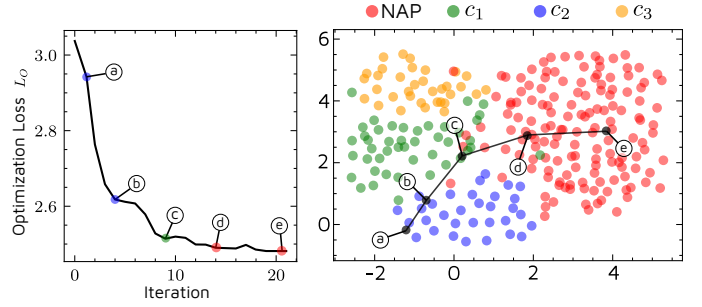 NAP c₁ c₂ c₃
3.0
2.8
2.6
Optimization Loss L_O
0 10 20
Iteration
a
b
c
d
e
6
4
2
0
-2 0 2 4
a
b
c
d
e